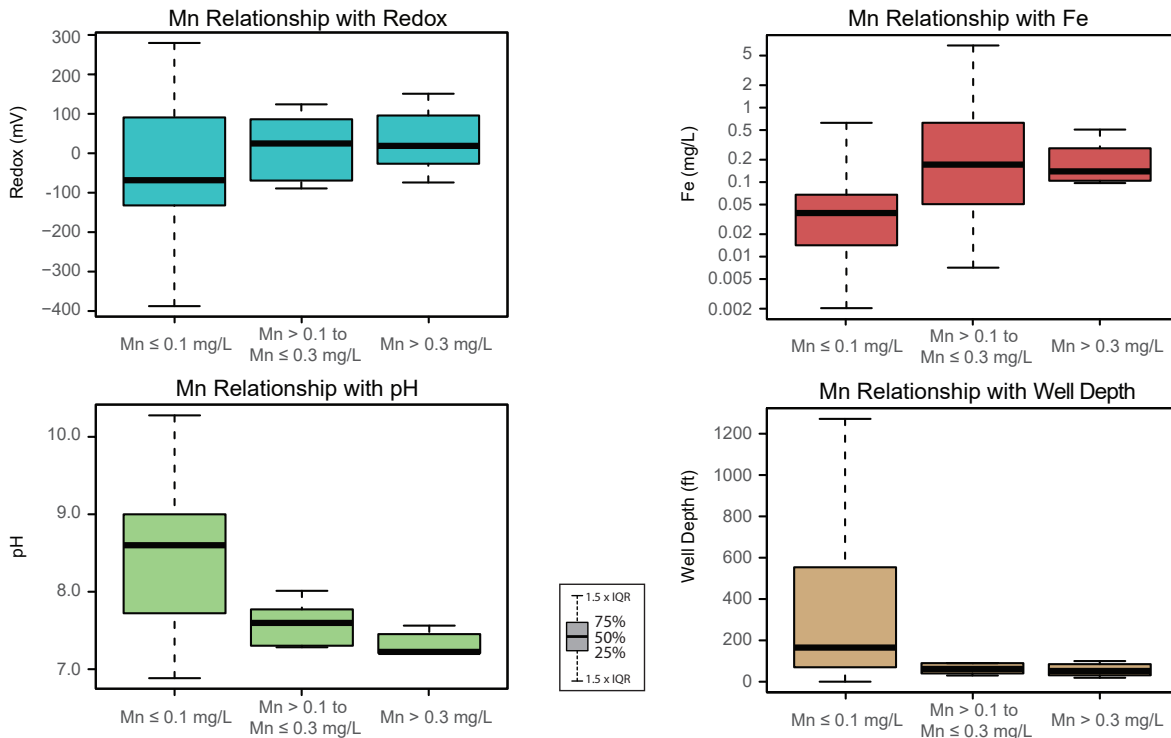 Mn Relationship with Redox
Redox (mV)
300
200
100
0
−100
−200
−300
−400
Mn ≤ 0.1 mg/L
Mn > 0.1 to
Mn ≤ 0.3 mg/L
Mn > 0.3 mg/L
Mn Relationship with Fe
Fe (mg/L)
5
2
1
0.5
0.2
0.1
0.05
0.02
0.01
0.005
0.002
Mn ≤ 0.1 mg/L
Mn > 0.1 to
Mn ≤ 0.3 mg/L
Mn > 0.3 mg/L
Mn Relationship with pH
pH
10.0
9.0
8.0
7.0
Mn ≤ 0.1 mg/L
Mn > 0.1 to
Mn ≤ 0.3 mg/L
Mn > 0.3 mg/L
1.5 x IQR
75%
50%
25%
1.5 x IQR
Mn Relationship with Well Depth
Well Depth (ft)
1200
1000
800
600
400
200
0
Mn ≤ 0.1 mg/L
Mn > 0.1 to
Mn ≤ 0.3 mg/L
Mn > 0.3 mg/L